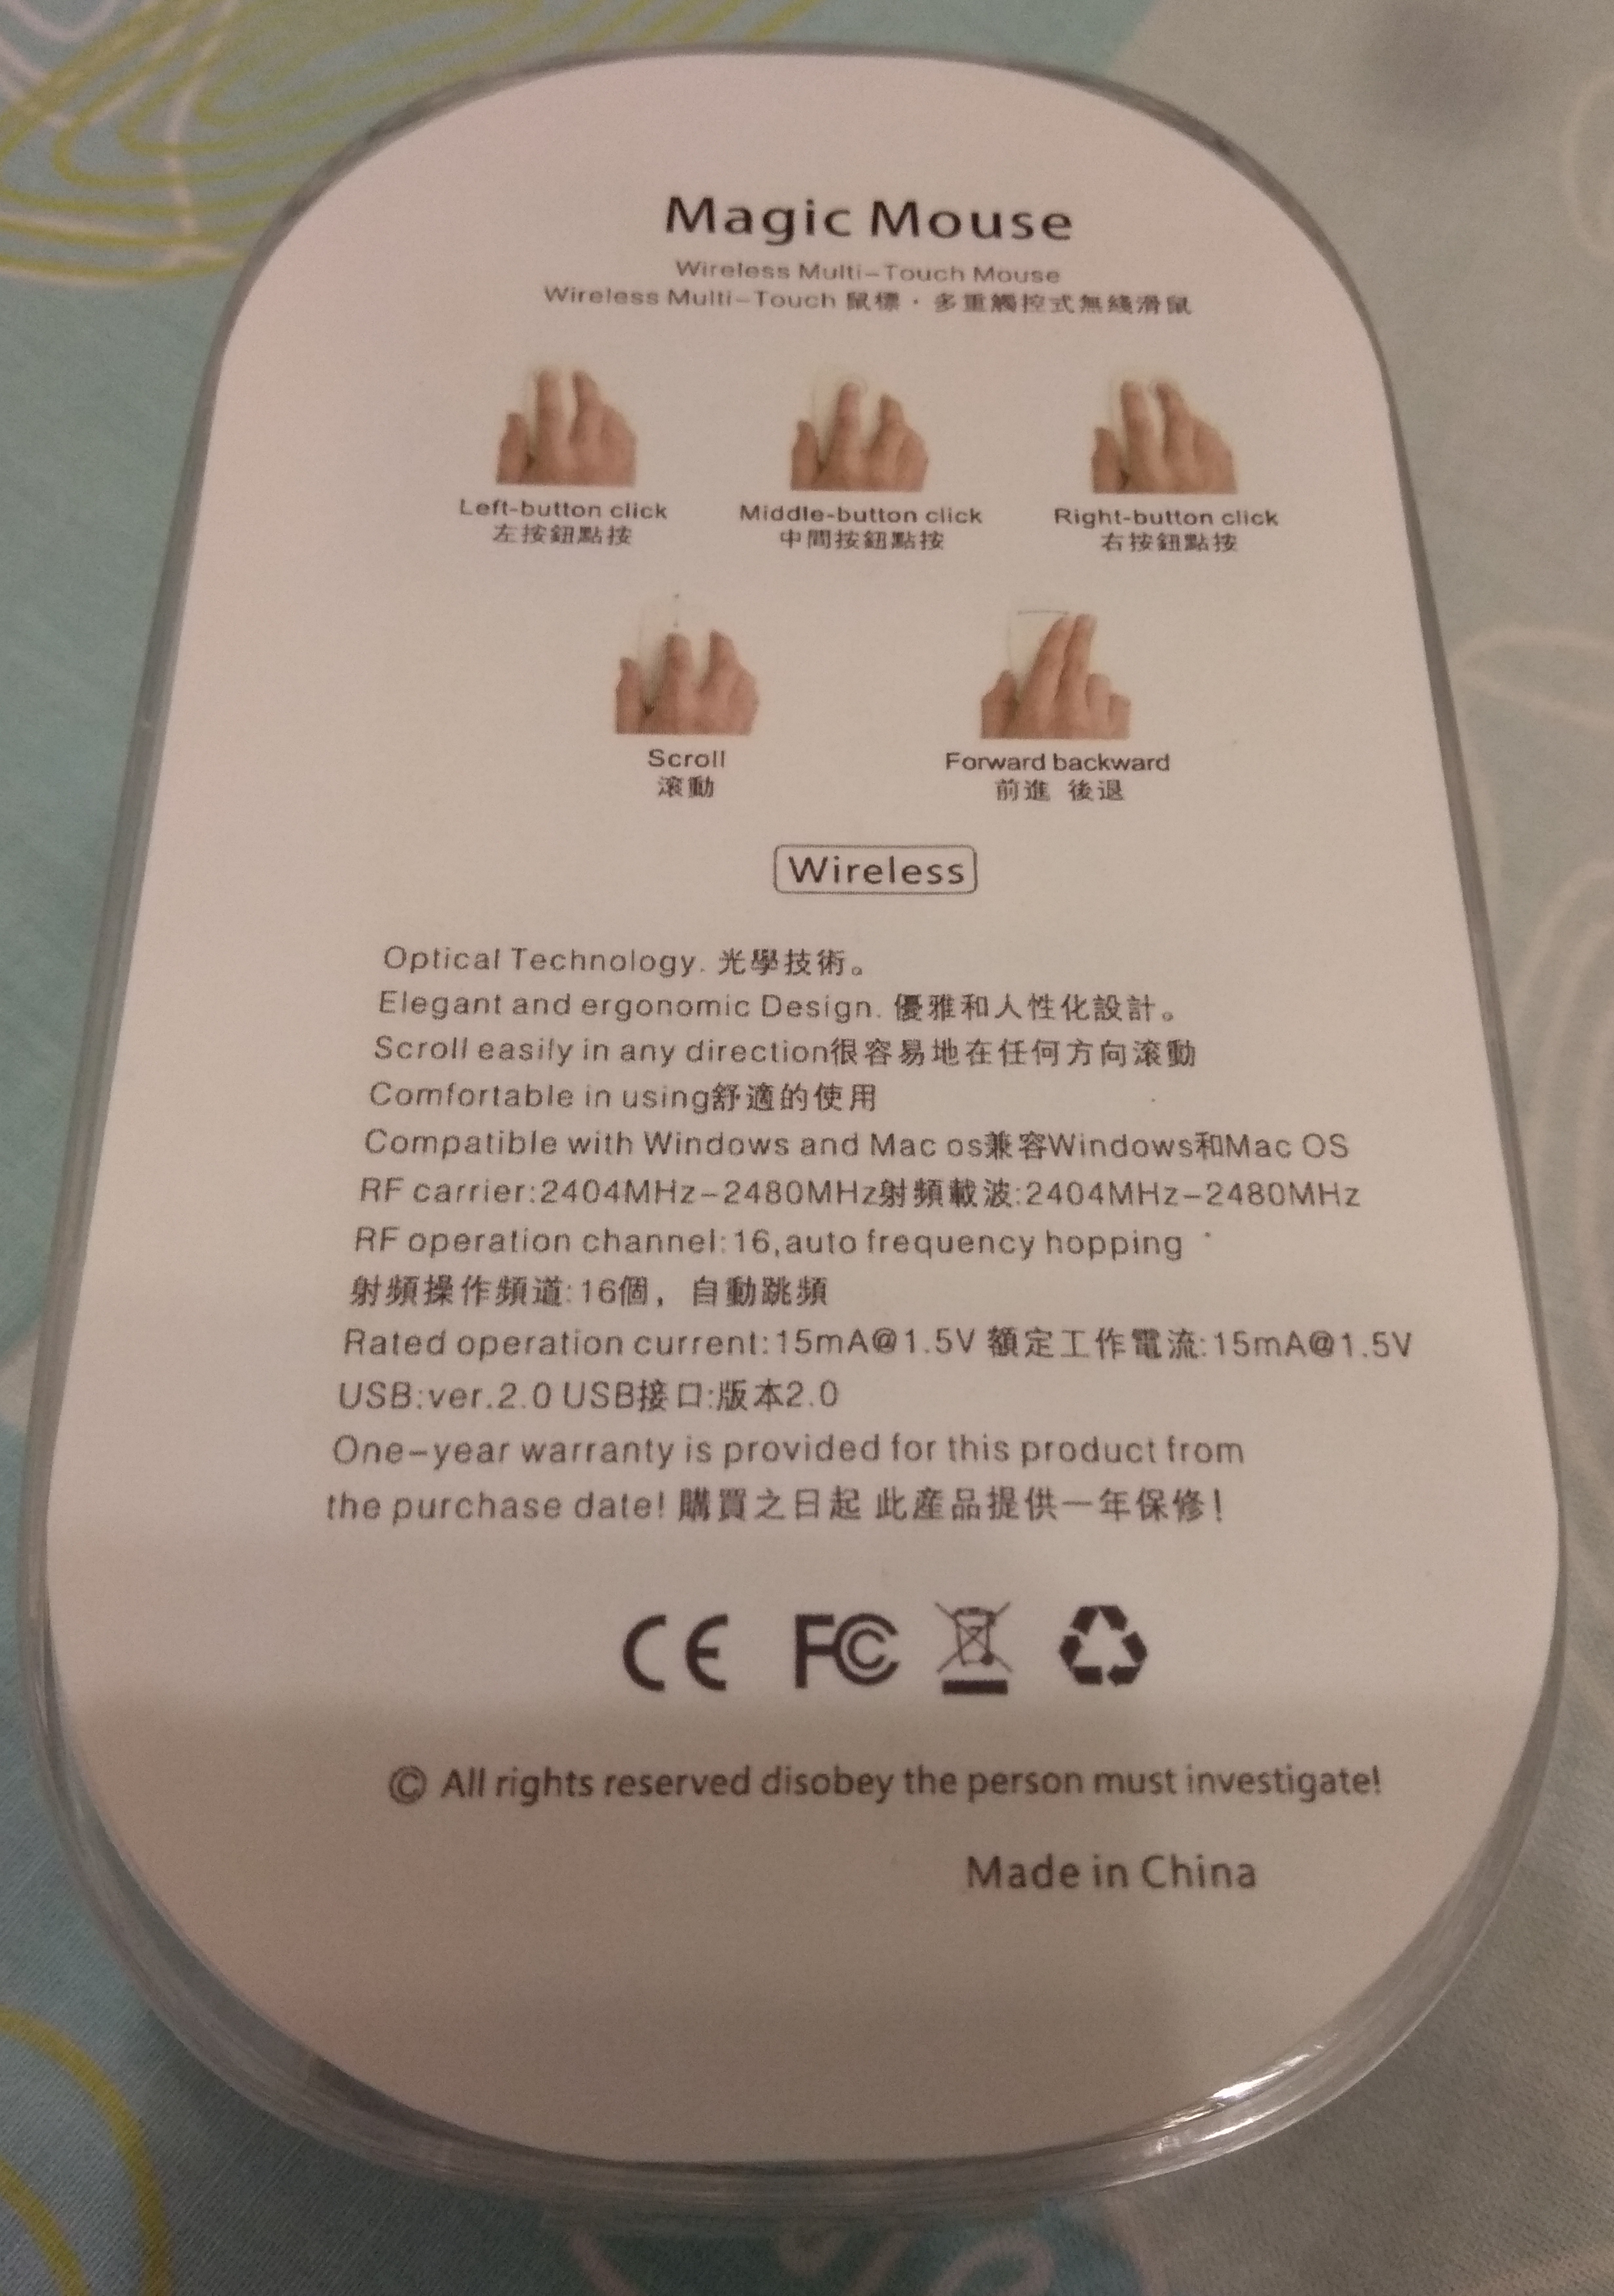 Magic Mouse
Wireless Multi-Touch Mouse
Wireless Multi-Touch 鼠標·多重觸控式無綫滑鼠
Left-button click
左按鈕點按
Middle-button click
中間按鈕點按
Right-button click
右按鈕點按
Scroll
滾動
Forward backward
前進 後退
Wireless
Optical Technology. 光學技術。
Elegant and ergonomic Design. 優雅和人性化設計。
Scroll easily in any direction很容易地在任何方向滾動
Comfortable in using舒適的使用
Compatible with Windows and Mac os兼容Windows和Mac OS
RF carrier:2404MHz-2480MHz射頻載波:2404MHz-2480MHz
RF operation channel:16,auto frequency hopping
射頻操作頻道:16個，自動跳頻
Rated operation current:15mA@1.5V 額定工作電流:15mA@1.5V
USB:ver.2.0 USB接口:版本2.0
One-year warranty is provided for this product from
the purchase date! 購買之日起 此産品提供一年保修!
CE FC
© All rights reserved disobey the person must investigate!
Made in China